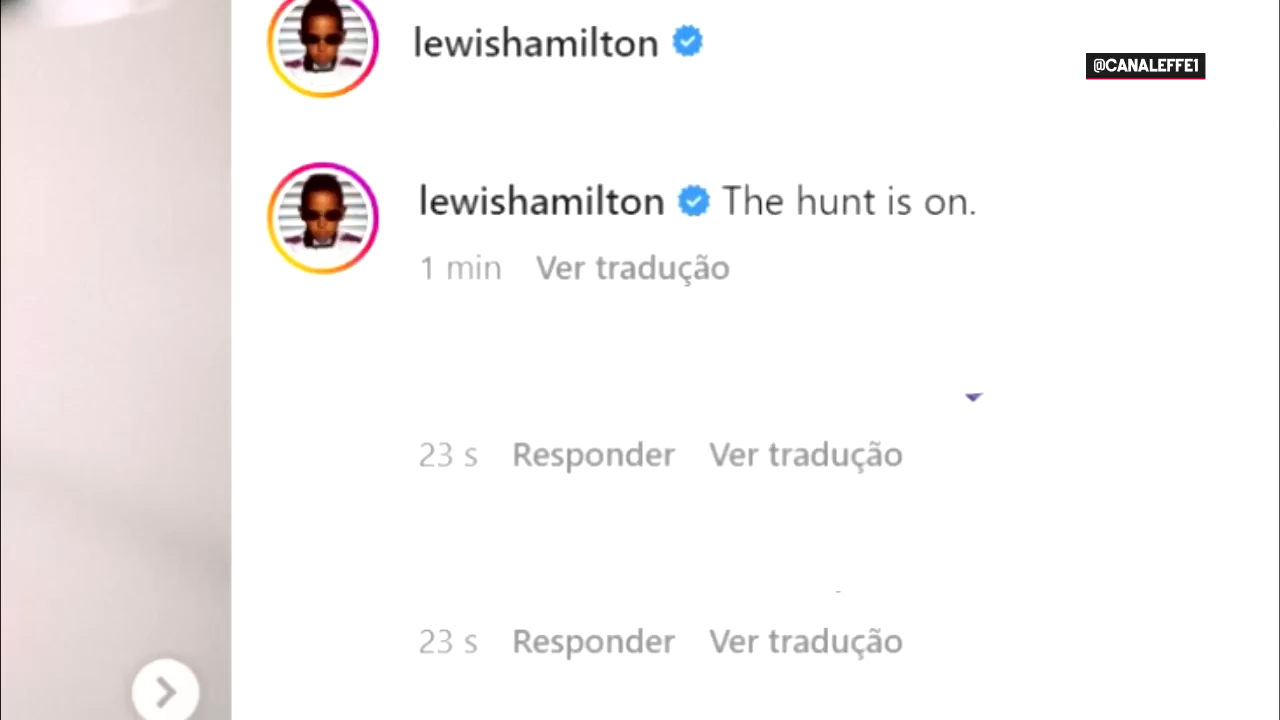 lewishamilton
@CANALEFFE1
lewishamilton The hunt is on.
1 min Ver tradução
23 s Responder Ver tradução
23 s Responder Ver tradução